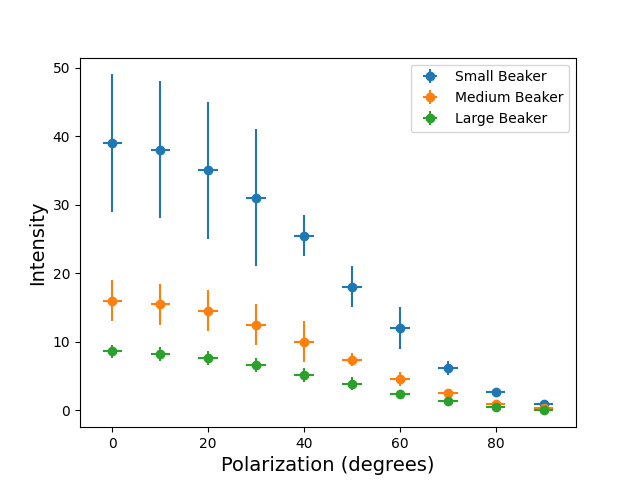 Small Beaker
Medium Beaker
Large Beaker
50
40
30
20
10
0
Intensity
0 20 40 60 80
Polarization (degrees)